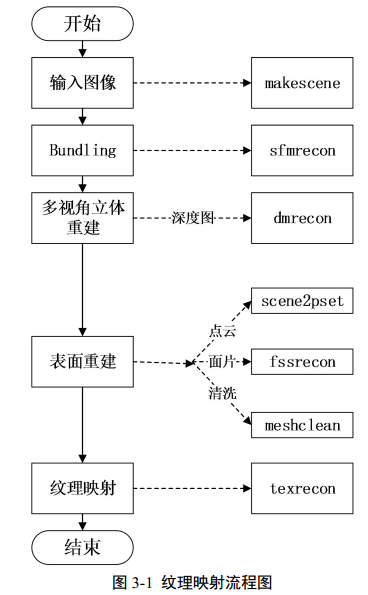 开始
输入图像
makescene
Bundling
sfmrecon
多视角立体
重建
深度图
dmrecon
scene2pset
点云
表面重建
面片
fssrecon
清洗
meshclean
纹理映射
texrecon
结束
图 3-1 纹理映射流程图